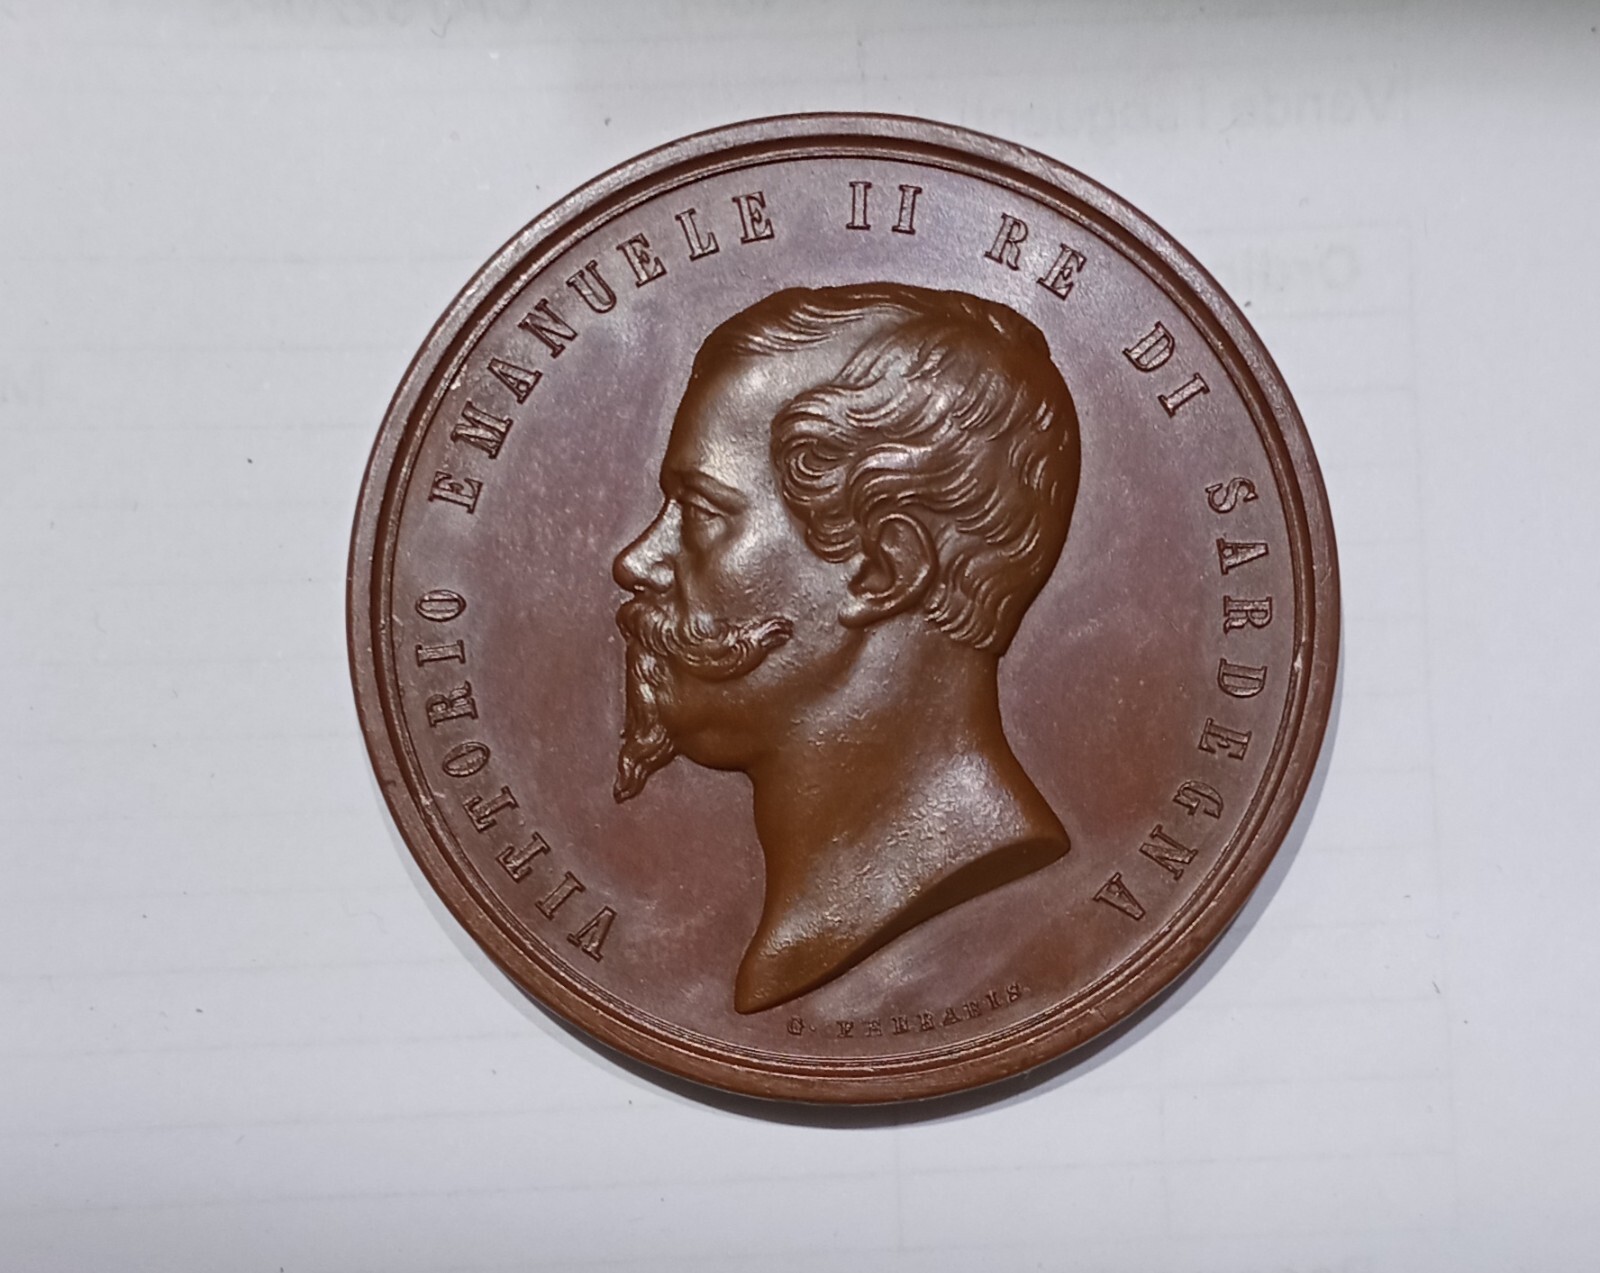 VITTORIO EMANUELE II RE DI SARDEGNA
G. FERRARIS.